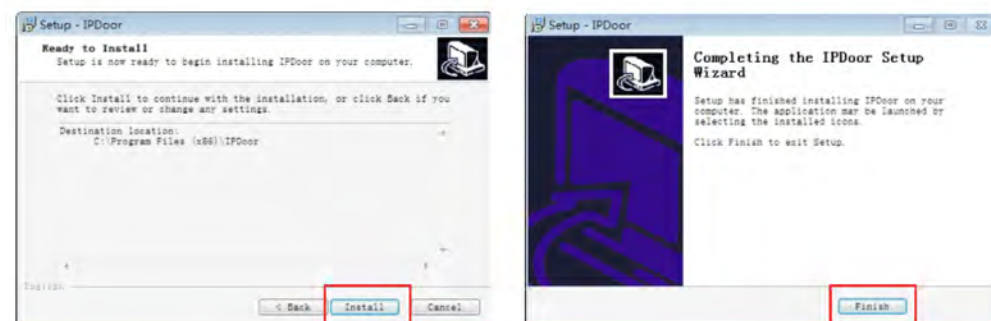 Setup - IPDoor
Ready to Install
Setup is now ready to begin installing IPDoor on your computer.
Click Install to continue with the installation, or click Back if you
want to review or change any settings.
Destination location:
C:\Program Files (x86)\IPDoor
English
< Back
Install
Cancel
Setup - IPDoor
Completing the IPDoor Setup
Wizard
Setup has finished installing IPDoor on your
computer. The application may be launched by
selecting the installed icons.
Click Finish to exit Setup.
Finish